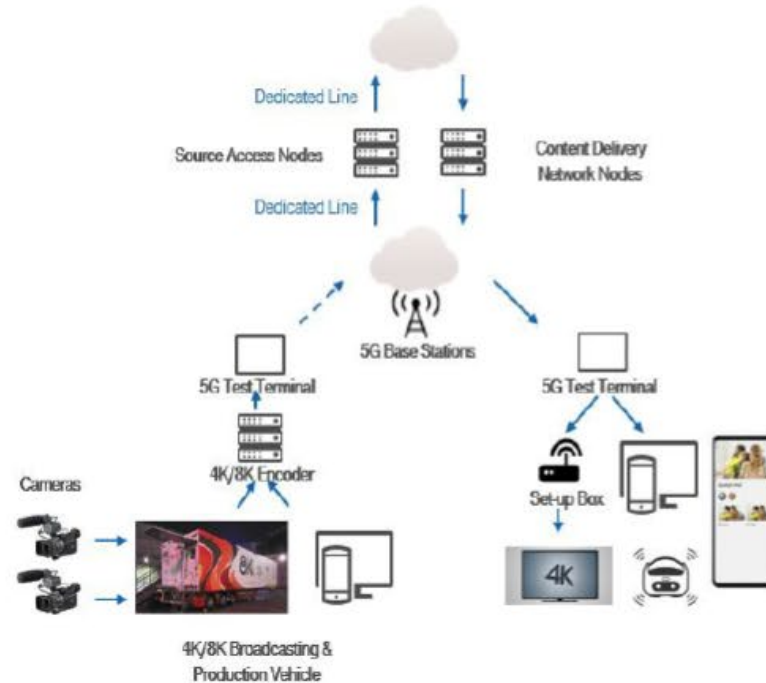 Dedicated Line
Source Access Nodes
Content Delivery
Network Nodes
Dedicated Line
5G Base Stations
5G Test Terminal
5G Test Terminal
4K/8K Encoder
Cameras
Set-up Box
8K
4K
4K/8K Broadcasting &
Production Vehicle